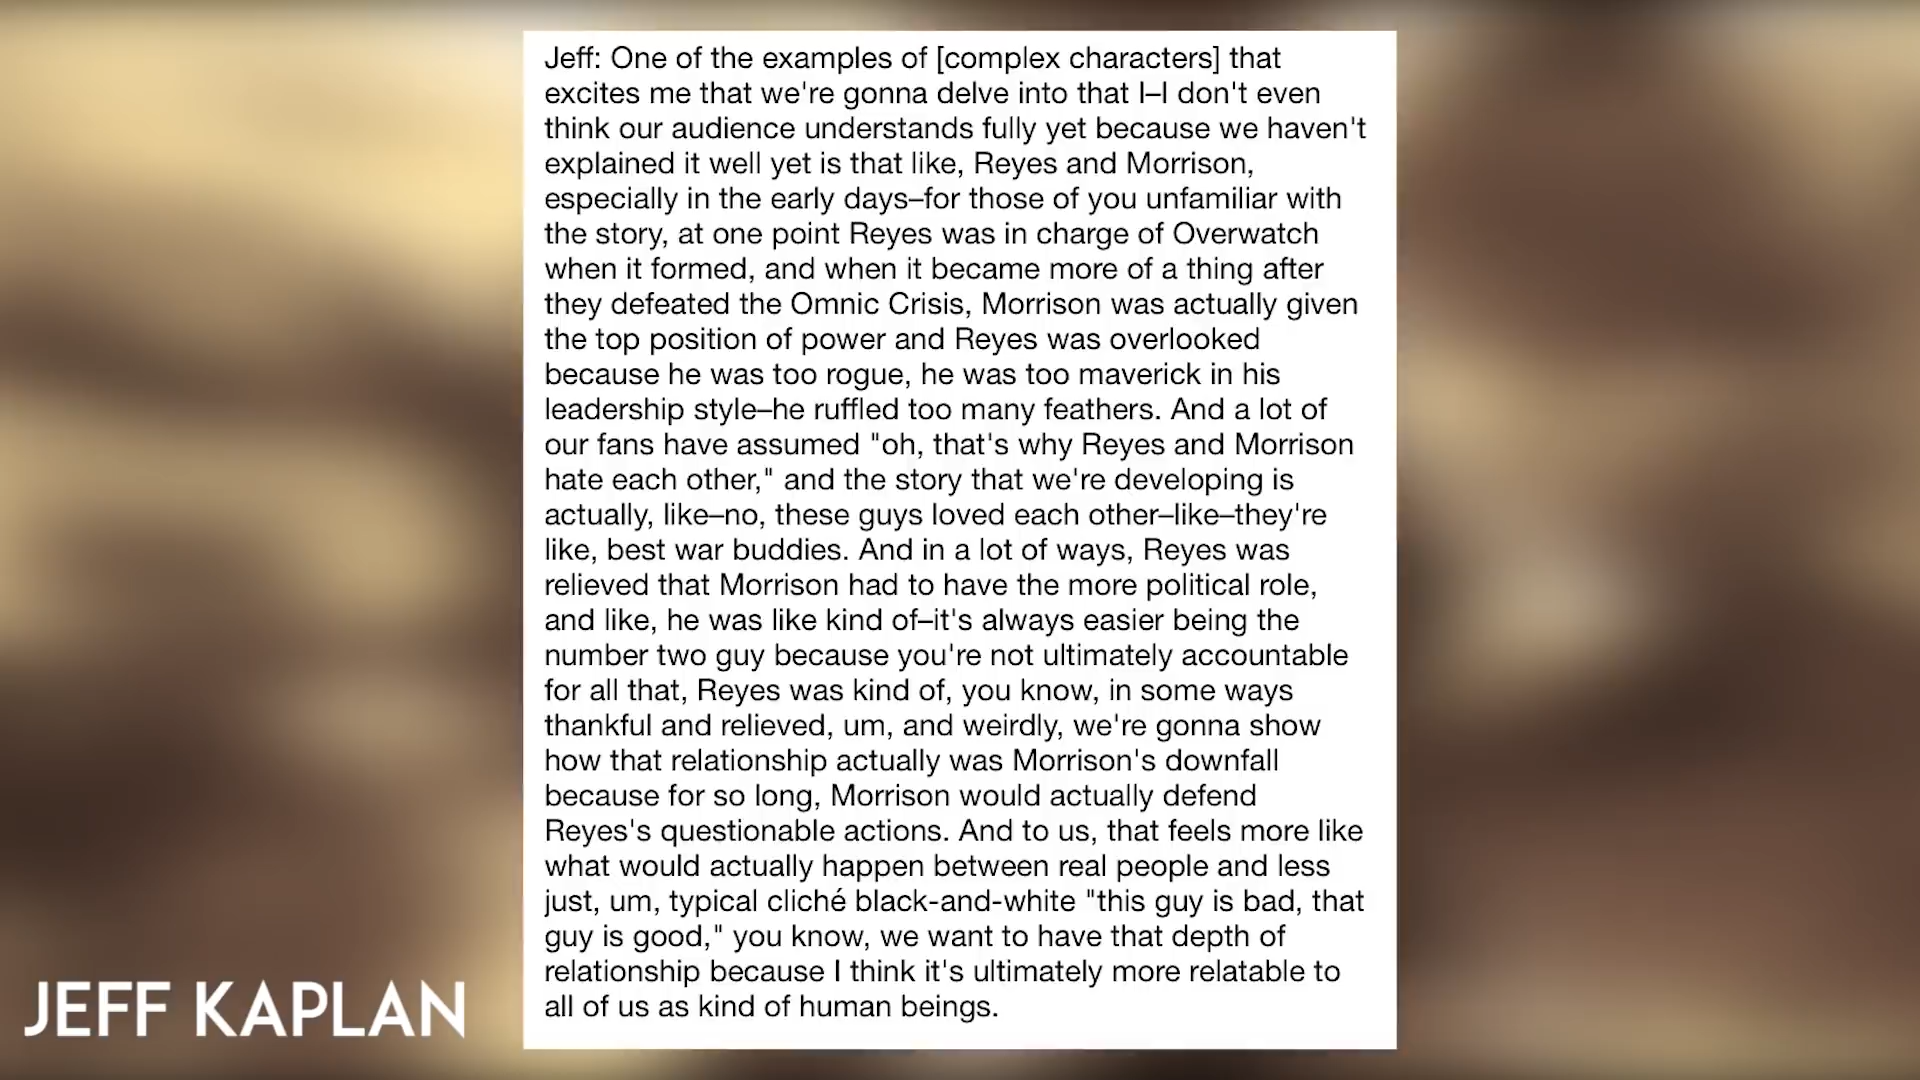 Jeff: One of the examples of [complex characters] that
excites me that we're gonna delve into that I–I don't even
think our audience understands fully yet because we haven't
explained it well yet is that like, Reyes and Morrison,
especially in the early days–for those of you unfamiliar with
the story, at one point Reyes was in charge of Overwatch
when it formed, and when it became more of a thing after
they defeated the Omnic Crisis, Morrison was actually given
the top position of power and Reyes was overlooked
because he was too rogue, he was too maverick in his
leadership style–he ruffled too many feathers. And a lot of
our fans have assumed "oh, that's why Reyes and Morrison
hate each other," and the story that we're developing is
actually, like–no, these guys loved each other–like–they're
like, best war buddies. And in a lot of ways, Reyes was
relieved that Morrison had to have the more political role,
and like, he was like kind of–it's always easier being the
number two guy because you're not ultimately accountable
for all that, Reyes was kind of, you know, in some ways
thankful and relieved, um, and weirdly, we're gonna show
how that relationship actually was Morrison's downfall
because for so long, Morrison would actually defend
Reyes's questionable actions. And to us, that feels more like
what would actually happen between real people and less
just, um, typical cliché black-and-white "this guy is bad, that
guy is good," you know, we want to have that depth of
relationship because I think it's ultimately more relatable to
all of us as kind of human beings.
JEFF KAPLAN